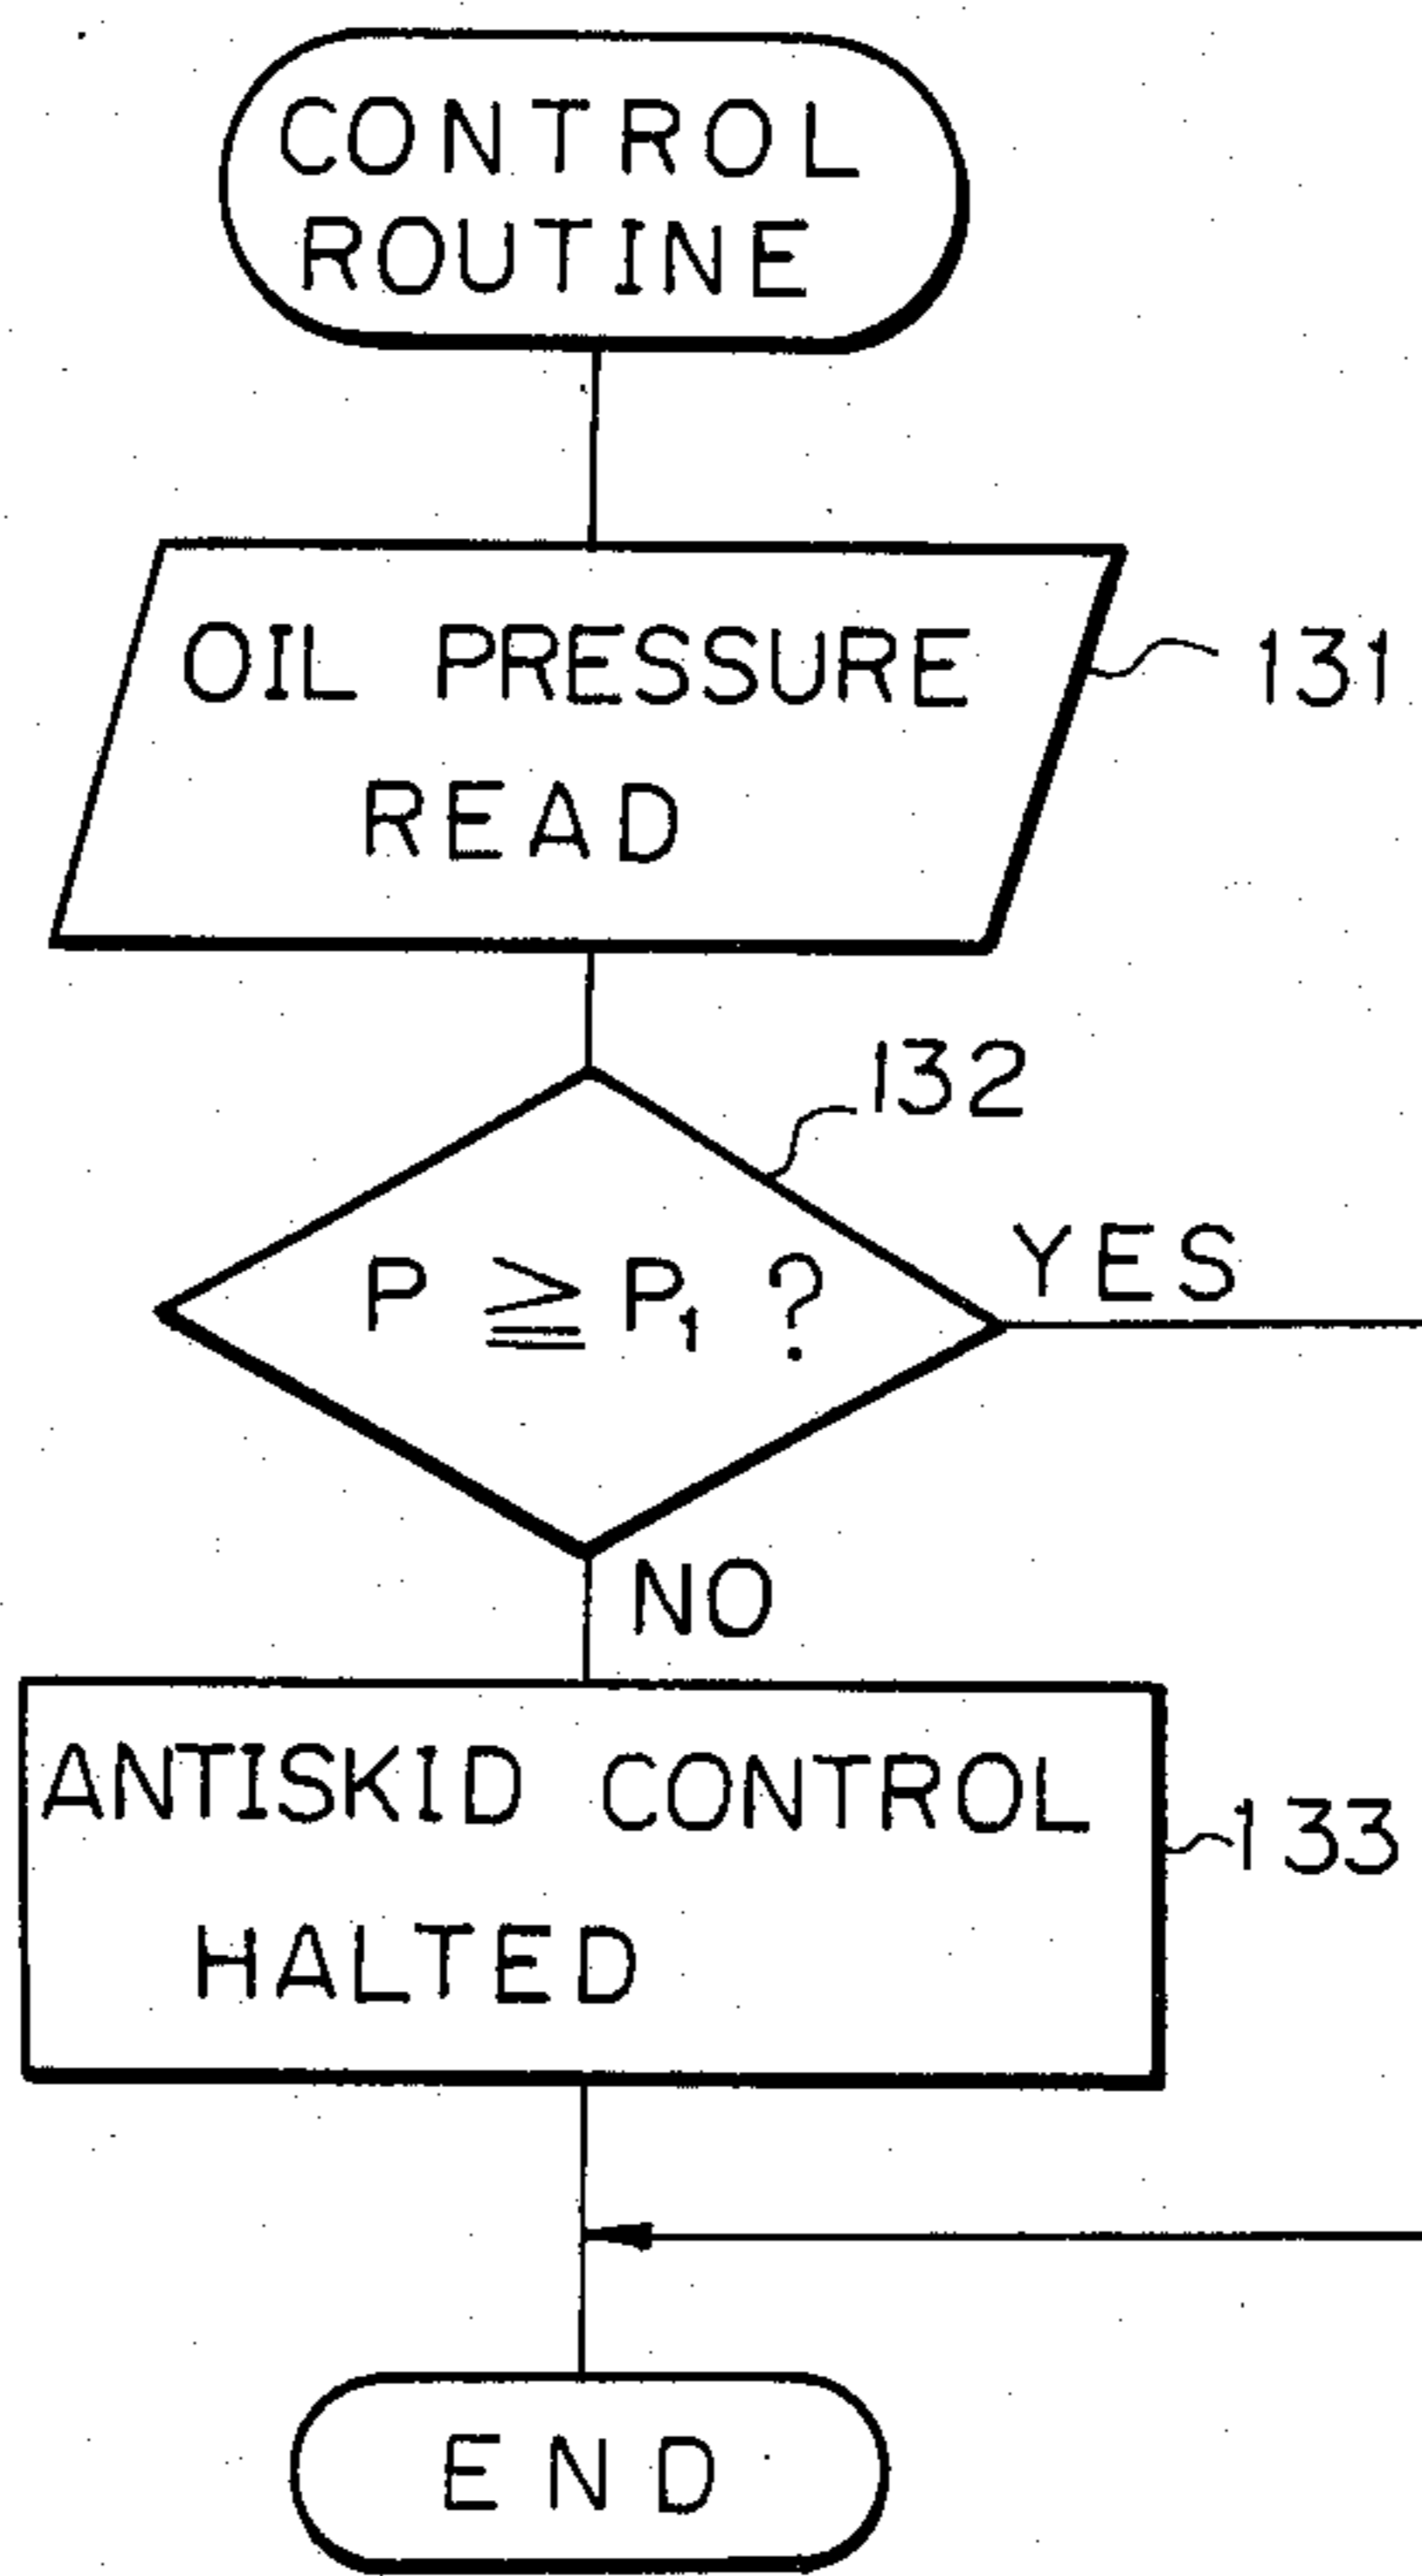 CONTROL
ROUTINE
OIL PRESSURE
READ
131
132
P ≧ P₁ ?
YES
NO
ANTISKID CONTROL
HALTED
133
END